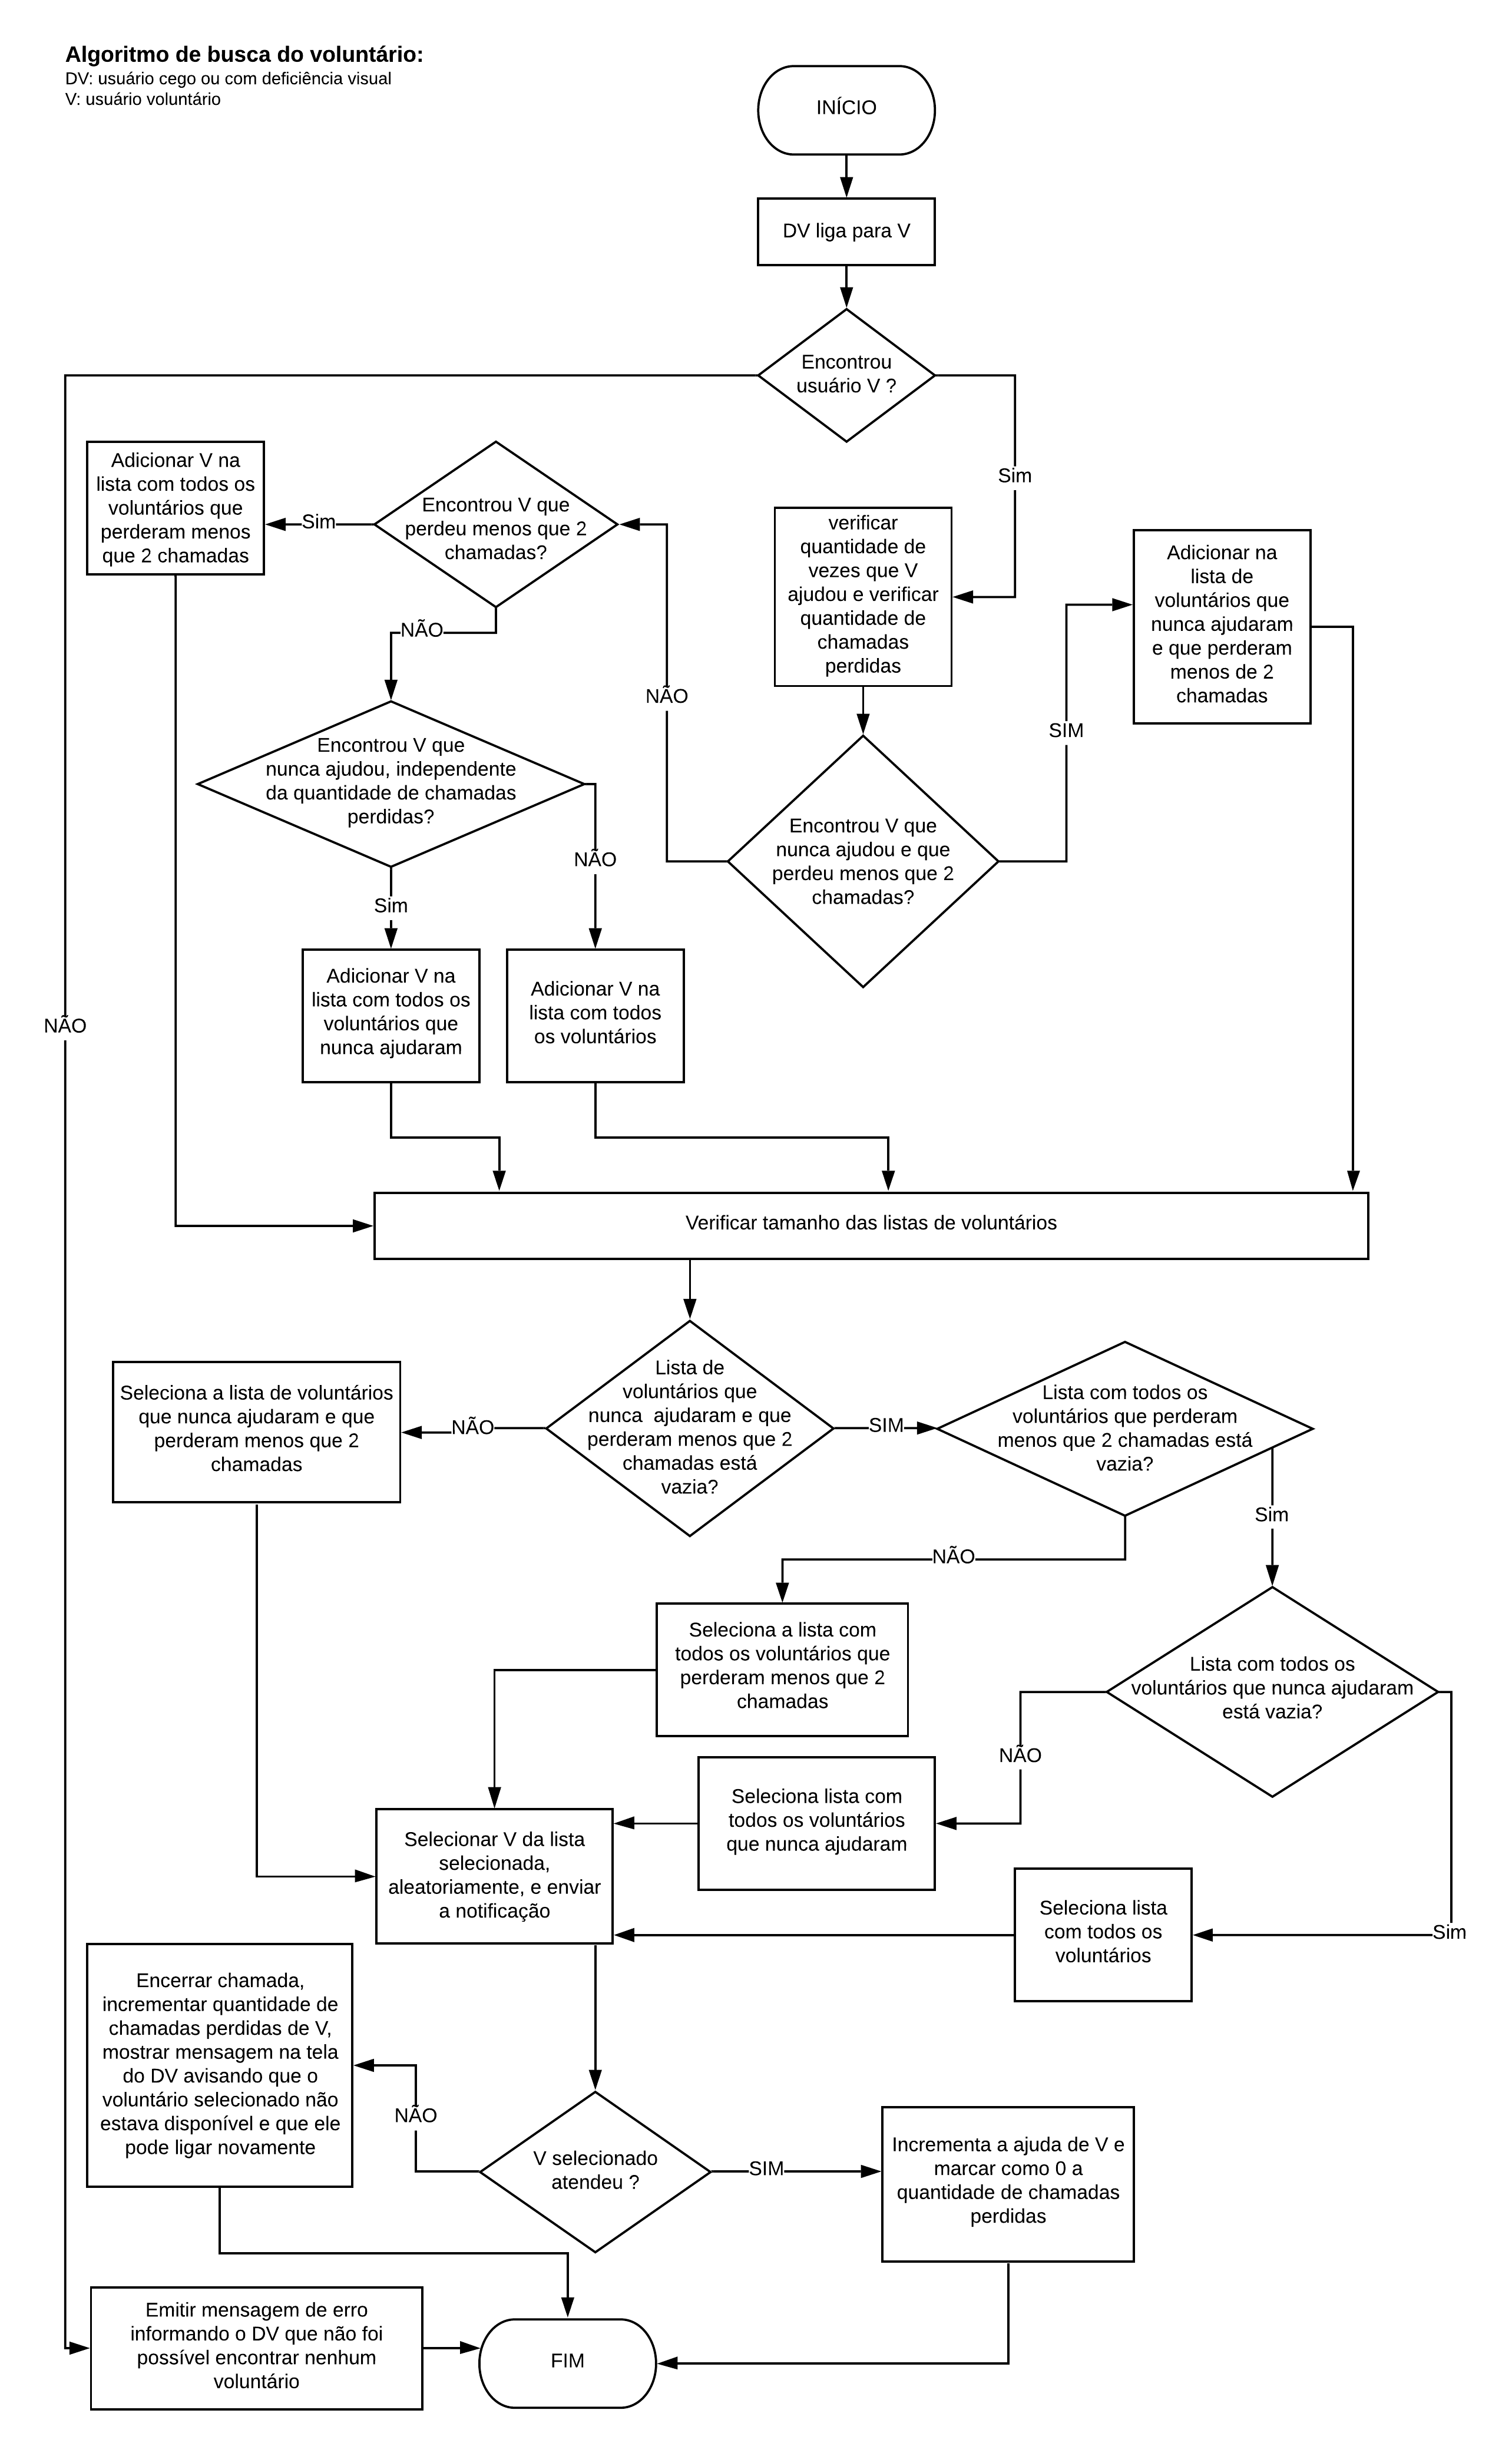 Algoritmo de busca do voluntário:
DV: usuário cego ou com deficiência visual
V: usuário voluntário
INÍCIO
DV liga para V
Encontrou
usuário V ?
Sim
NÃO
verificar
quantidade de
vezes que V
ajudou e verificar
quantidade de
chamadas
perdidas
Encontrou V que
nunca ajudou e que
perdeu menos que 2
chamadas?
SIM
Adicionar na
lista de
voluntários que
nunca ajudaram
e que perderam
menos de 2
chamadas
NÃO
Encontrou V que
perdeu menos que 2
chamadas?
Sim
Adicionar V na
lista com todos os
voluntários que
perderam menos
que 2 chamadas
NÃO
Encontrou V que
nunca ajudou, independente
da quantidade de chamadas
perdidas?
Sim
Adicionar V na
lista com todos os
voluntários que
nunca ajudaram
NÃO
Adicionar V na
lista com todos
os voluntários
Verificar tamanho das listas de voluntários
Lista de
voluntários que
nunca  ajudaram e que
perderam menos que 2
chamadas está
vazia?
NÃO
Seleciona a lista de voluntários
que nunca ajudaram e que
perderam menos que 2
chamadas
SIM
Lista com todos os
voluntários que perderam
menos que 2 chamadas está
vazia?
NÃO
Seleciona a lista com
todos os voluntários que
perderam menos que 2
chamadas
Sim
Lista com todos os
voluntários que nunca ajudaram
está vazia?
NÃO
Seleciona lista com
todos os voluntários
que nunca ajudaram
Sim
Seleciona lista
com todos os
voluntários
Selecionar V da lista
selecionada,
aleatoriamente, e enviar
a notificação
V selecionado
atendeu ?
NÃO
Encerrar chamada,
incrementar quantidade de
chamadas perdidas de V,
mostrar mensagem na tela
do DV avisando que o
voluntário selecionado não
estava disponível e que ele
pode ligar novamente
SIM
Incrementa a ajuda de V e
marcar como 0 a
quantidade de chamadas
perdidas
Emitir mensagem de erro
informando o DV que não foi
possível encontrar nenhum
voluntário
FIM